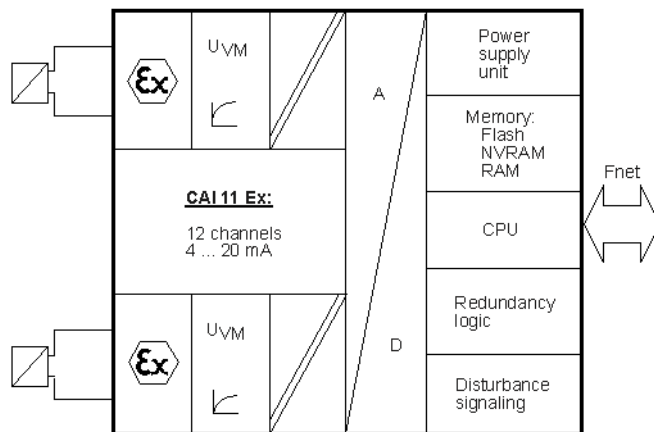 Ex
UVM
A
Power
supply
unit
Memory:
Flash
NVRAM
RAM
Fnet
CAI 11 Ex:
12 channels
4 ... 20 mA
CPU
Redundancy
logic
Ex
UVM
D
Disturbance
signaling